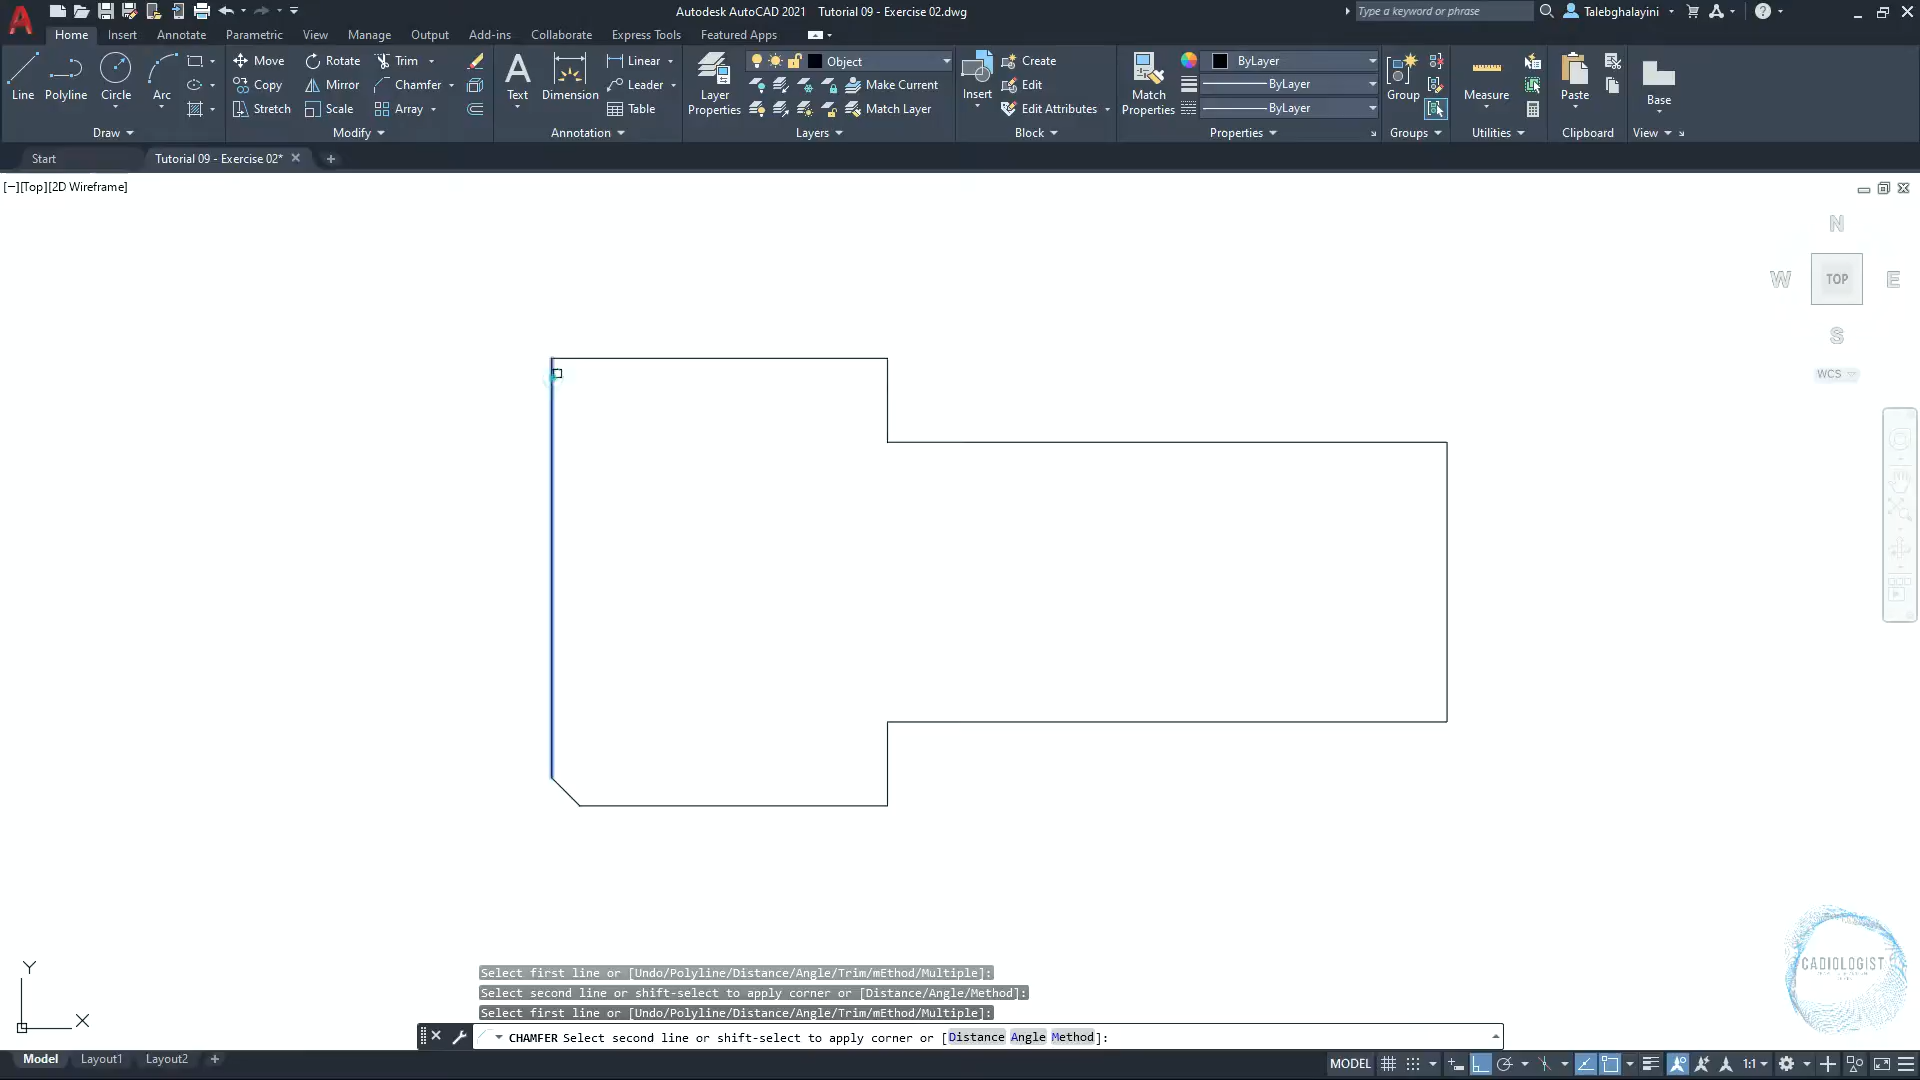 Autodesk AutoCAD 2021 Tutorial 09 - Exercise 02.dwg
Type a keyword or phrase
Talebghalayini
Home Insert Annotate Parametric View Manage Output Add-ins Collaborate Express Tools Featured Apps
Line Polyline Circle Arc
Move Rotate Trim
Copy Mirror Chamfer
Stretch Scale Array
Text Dimension
Linear
Leader
Table
Layer Properties
Object
Make Current
Match Layer
Insert
Create
Edit
Edit Attributes
Match Properties
ByLayer
ByLayer
ByLayer
Group
Measure
Paste
Base
Draw Modify Annotation Layers Block Properties Groups Utilities Clipboard View
Start Tutorial 09 - Exercise 02*
[−][Top][2D Wireframe]
N
W TOP E
S
WCS
CADIOLOGIST
Y
X
Select first line or [Undo/Polyline/Distance/Angle/Trim/mEthod/Multiple]:
Select second line or shift-select to apply corner or [Distance/Angle/Method]:
Select first line or [Undo/Polyline/Distance/Angle/Trim/mEthod/Multiple]:
CHAMFER Select second line or shift-select to apply corner or [Distance Angle Method]:
Model Layout1 Layout2
MODEL 1:1